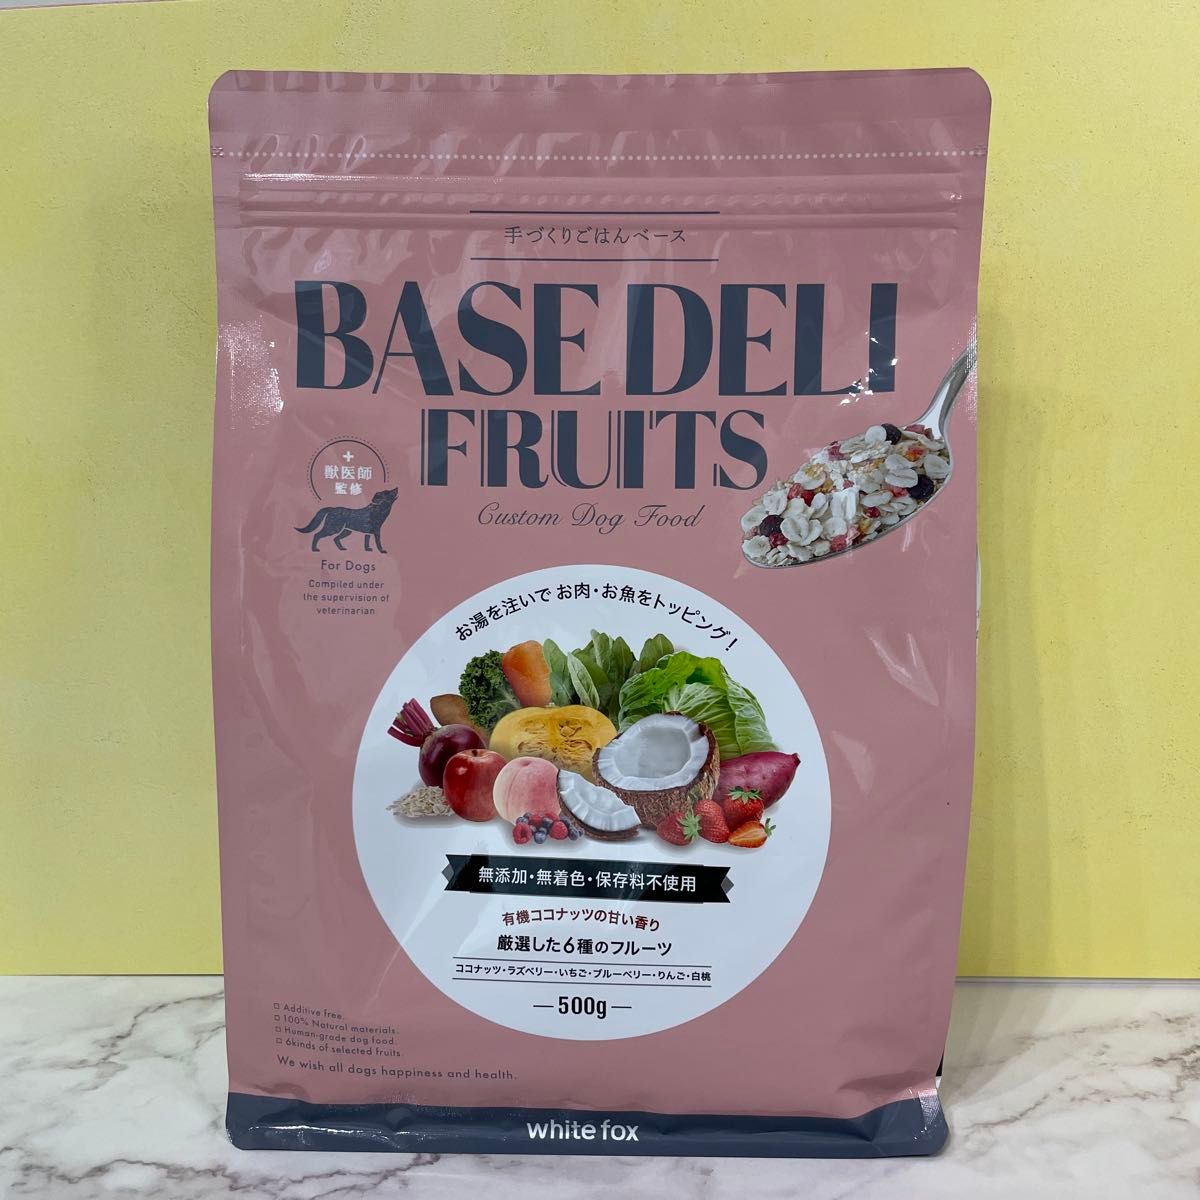 手づくりごはんベース
BASE DELI
FRUITS
Custom Dog Food
獣医師
監修
For Dogs
Compiled under
the supervision of
veterinarian
お湯を注いで お肉・お魚をトッピング!
無添加・無着色・保存料不使用
有機ココナッツの甘い香り
厳選した6種のフルーツ
ココナッツ・ラズベリー・いちご・ブルーベリー・りんご・白桃
—500g—
□ Additive free.
□ 100% Natural materials.
□ Human-grade dog food.
□ 6kinds of selected fruits.
We wish all dogs happiness and health.
white fox